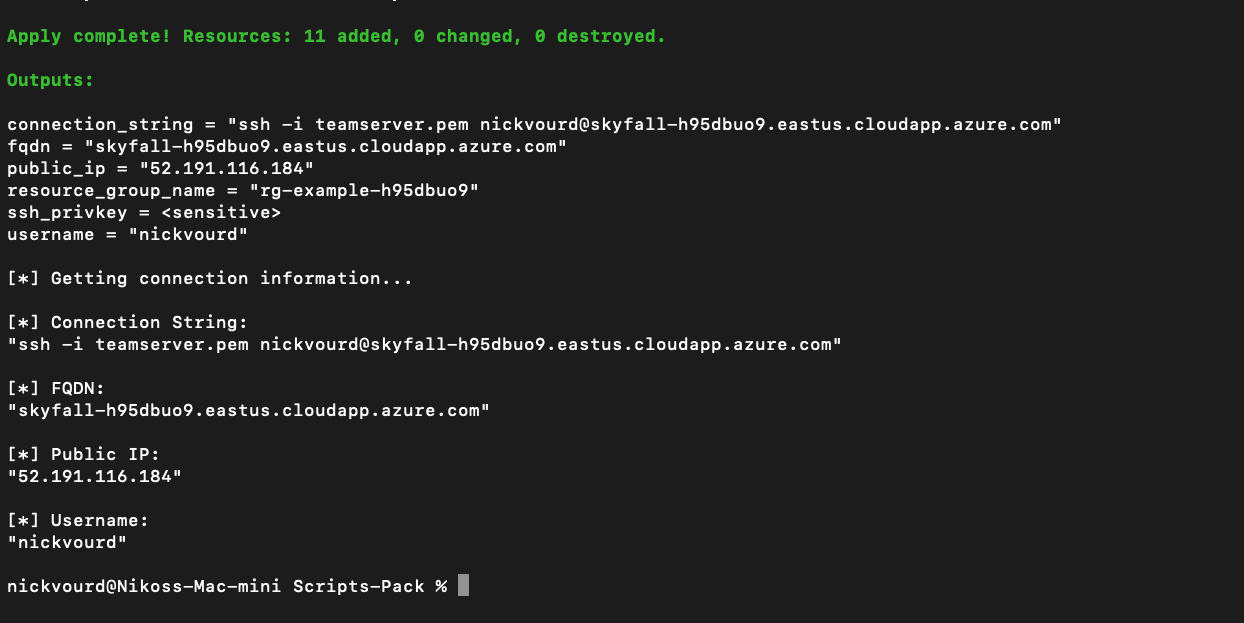 Apply complete! Resources: 11 added, 0 changed, 0 destroyed.
Outputs:
connection_string = "ssh -i teamserver.pem nickvourd@skyfall-h95dbuo9.eastus.cloudapp.azure.com"
fqdn = "skyfall-h95dbuo9.eastus.cloudapp.azure.com"
public_ip = "52.191.116.184"
resource_group_name = "rg-example-h95dbuo9"
ssh_privkey = <sensitive>
username = "nickvourd"
[*] Getting connection information...
[*] Connection String:
"ssh -i teamserver.pem nickvourd@skyfall-h95dbuo9.eastus.cloudapp.azure.com"
[*] FQDN:
"skyfall-h95dbuo9.eastus.cloudapp.azure.com"
[*] Public IP:
"52.191.116.184"
[*] Username:
"nickvourd"
nickvourd@Nikoss-Mac-mini Scripts-Pack %